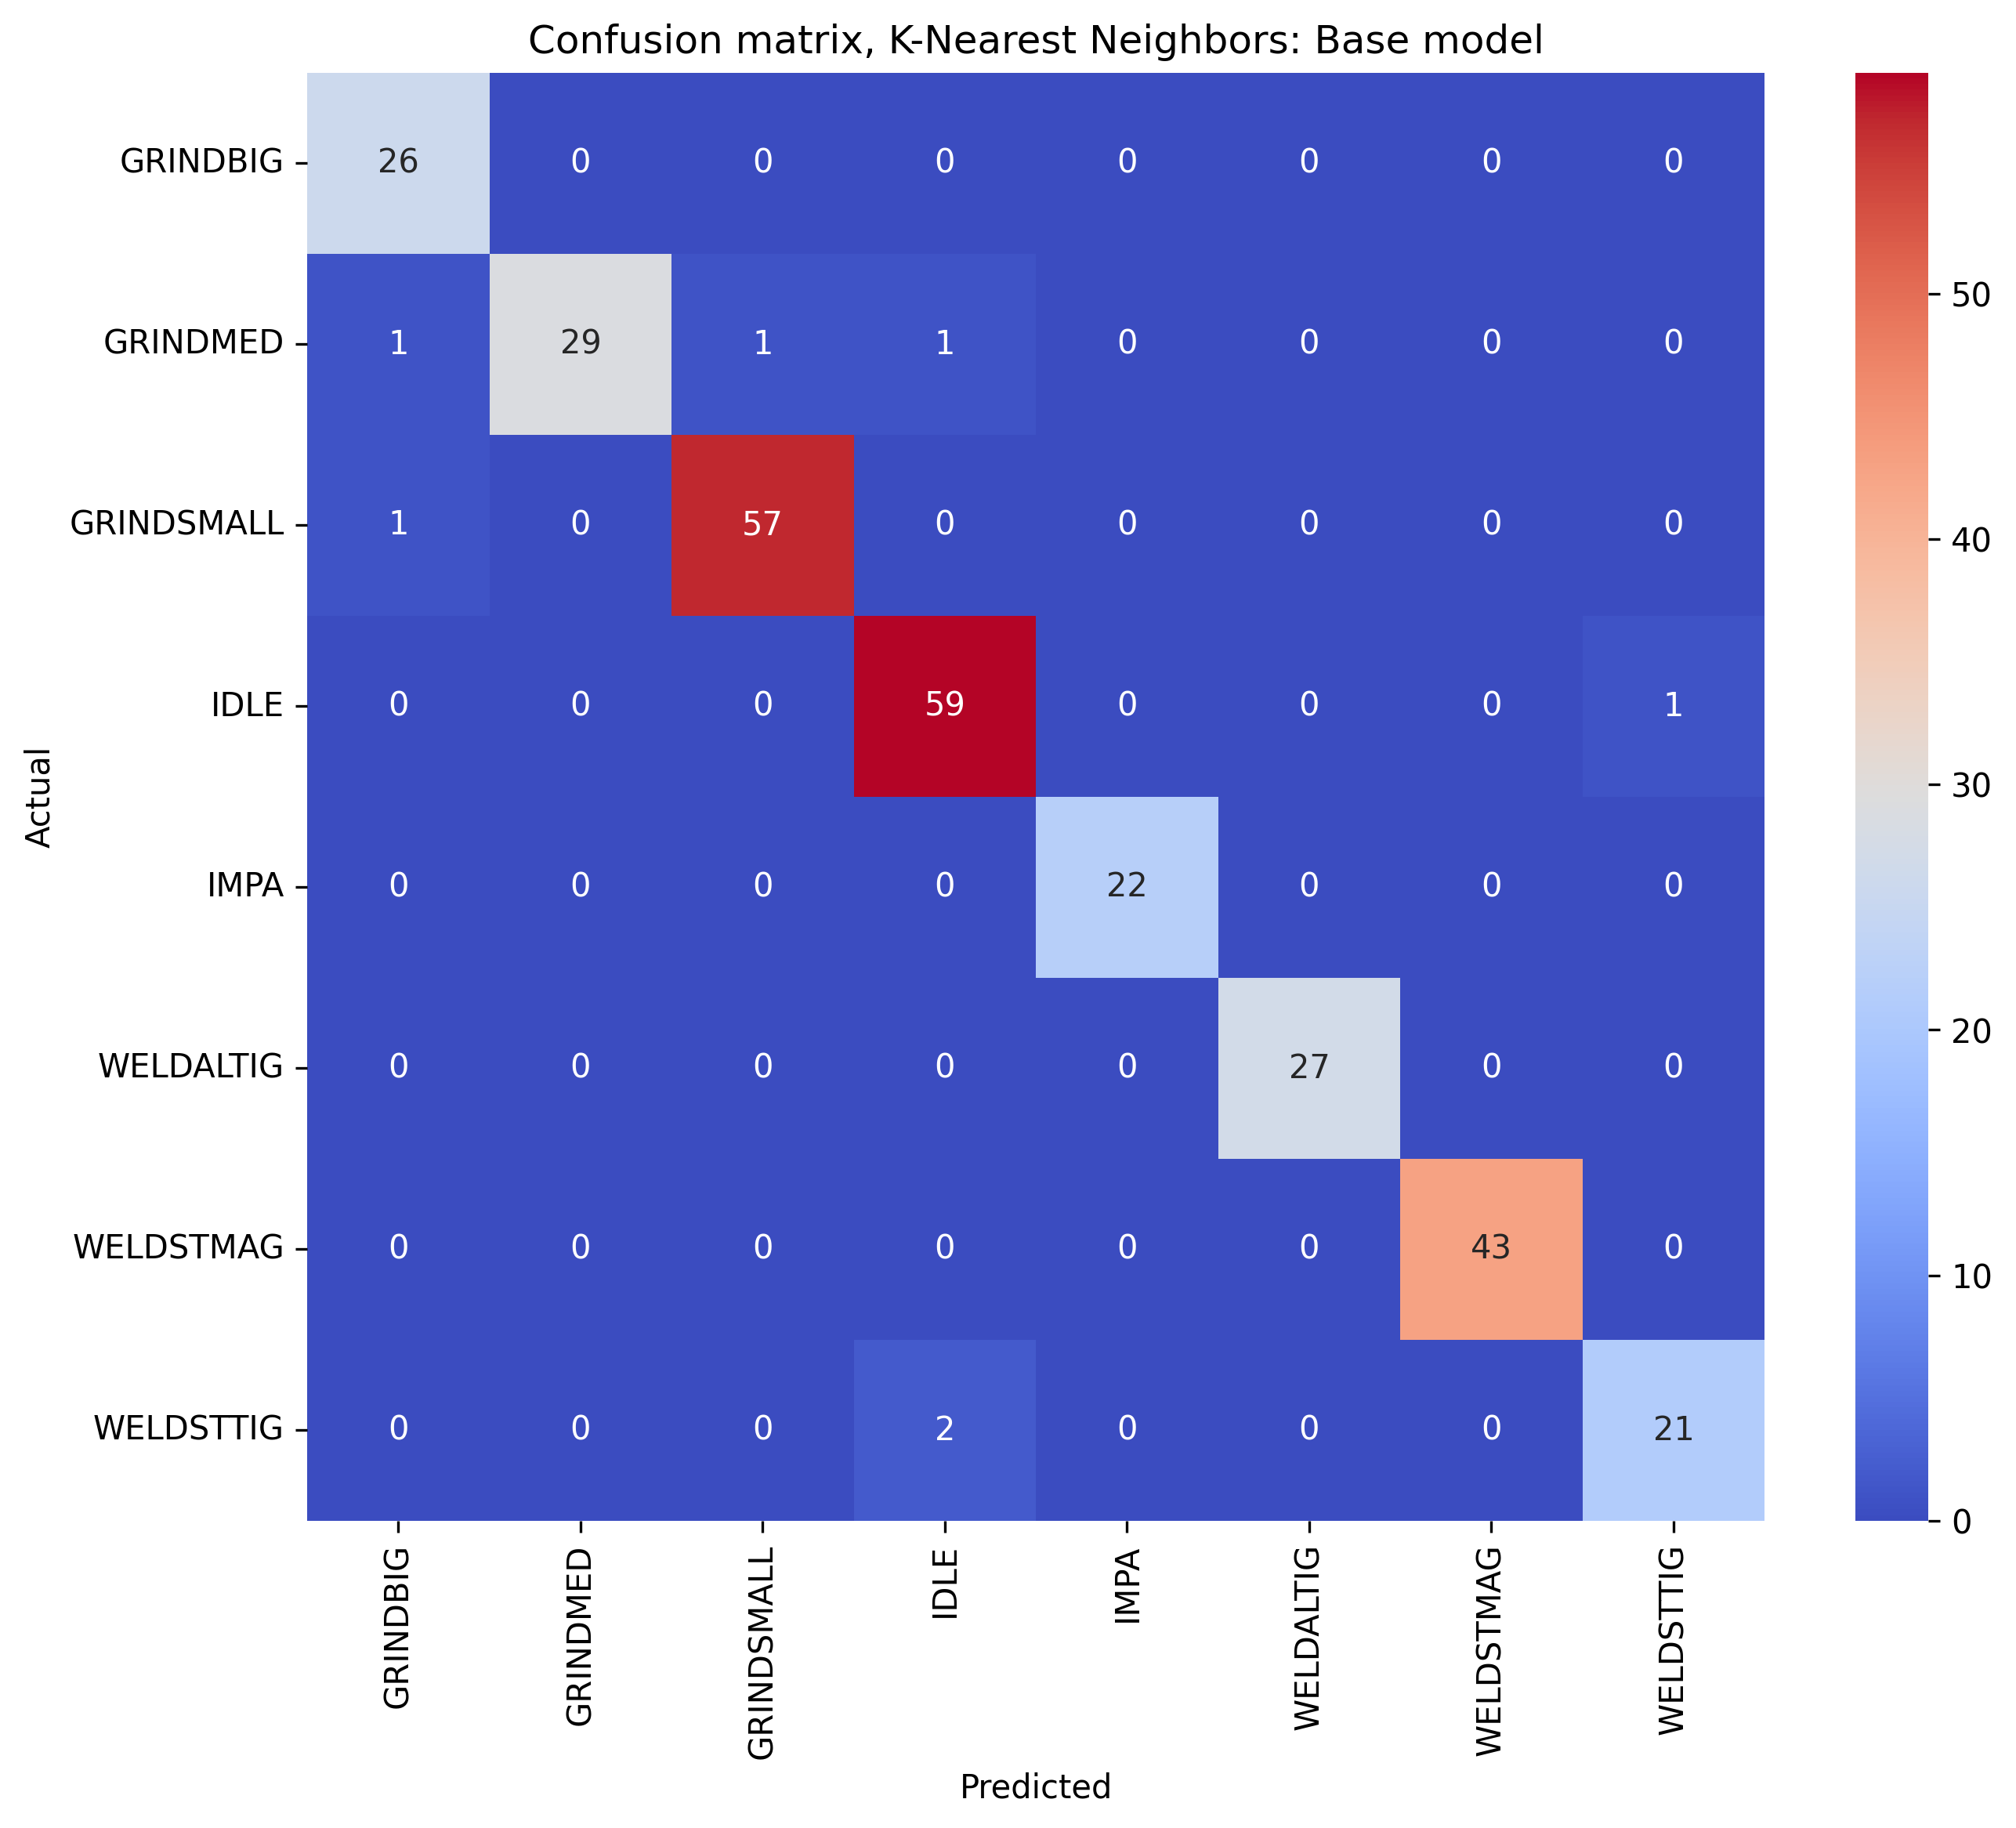 Confusion matrix, K-Nearest Neighbors: Base model
GRINDBIG 26 0 0 0 0 0 0 0
GRINDMED 1 29 1 1 0 0 0 0
GRINDSMALL 1 0 57 0 0 0 0 0
IDLE 0 0 0 59 0 0 0 1
IMPA 0 0 0 0 22 0 0 0
WELDALTIG 0 0 0 0 0 27 0 0
WELDSTMAG 0 0 0 0 0 0 43 0
WELDSTTIG 0 0 0 2 0 0 0 21
Actual
GRINDBIG
GRINDMED
GRINDSMALL
IDLE
IMPA
WELDALTIG
WELDSTMAG
WELDSTTIG
Predicted
50
40
30
20
10
0